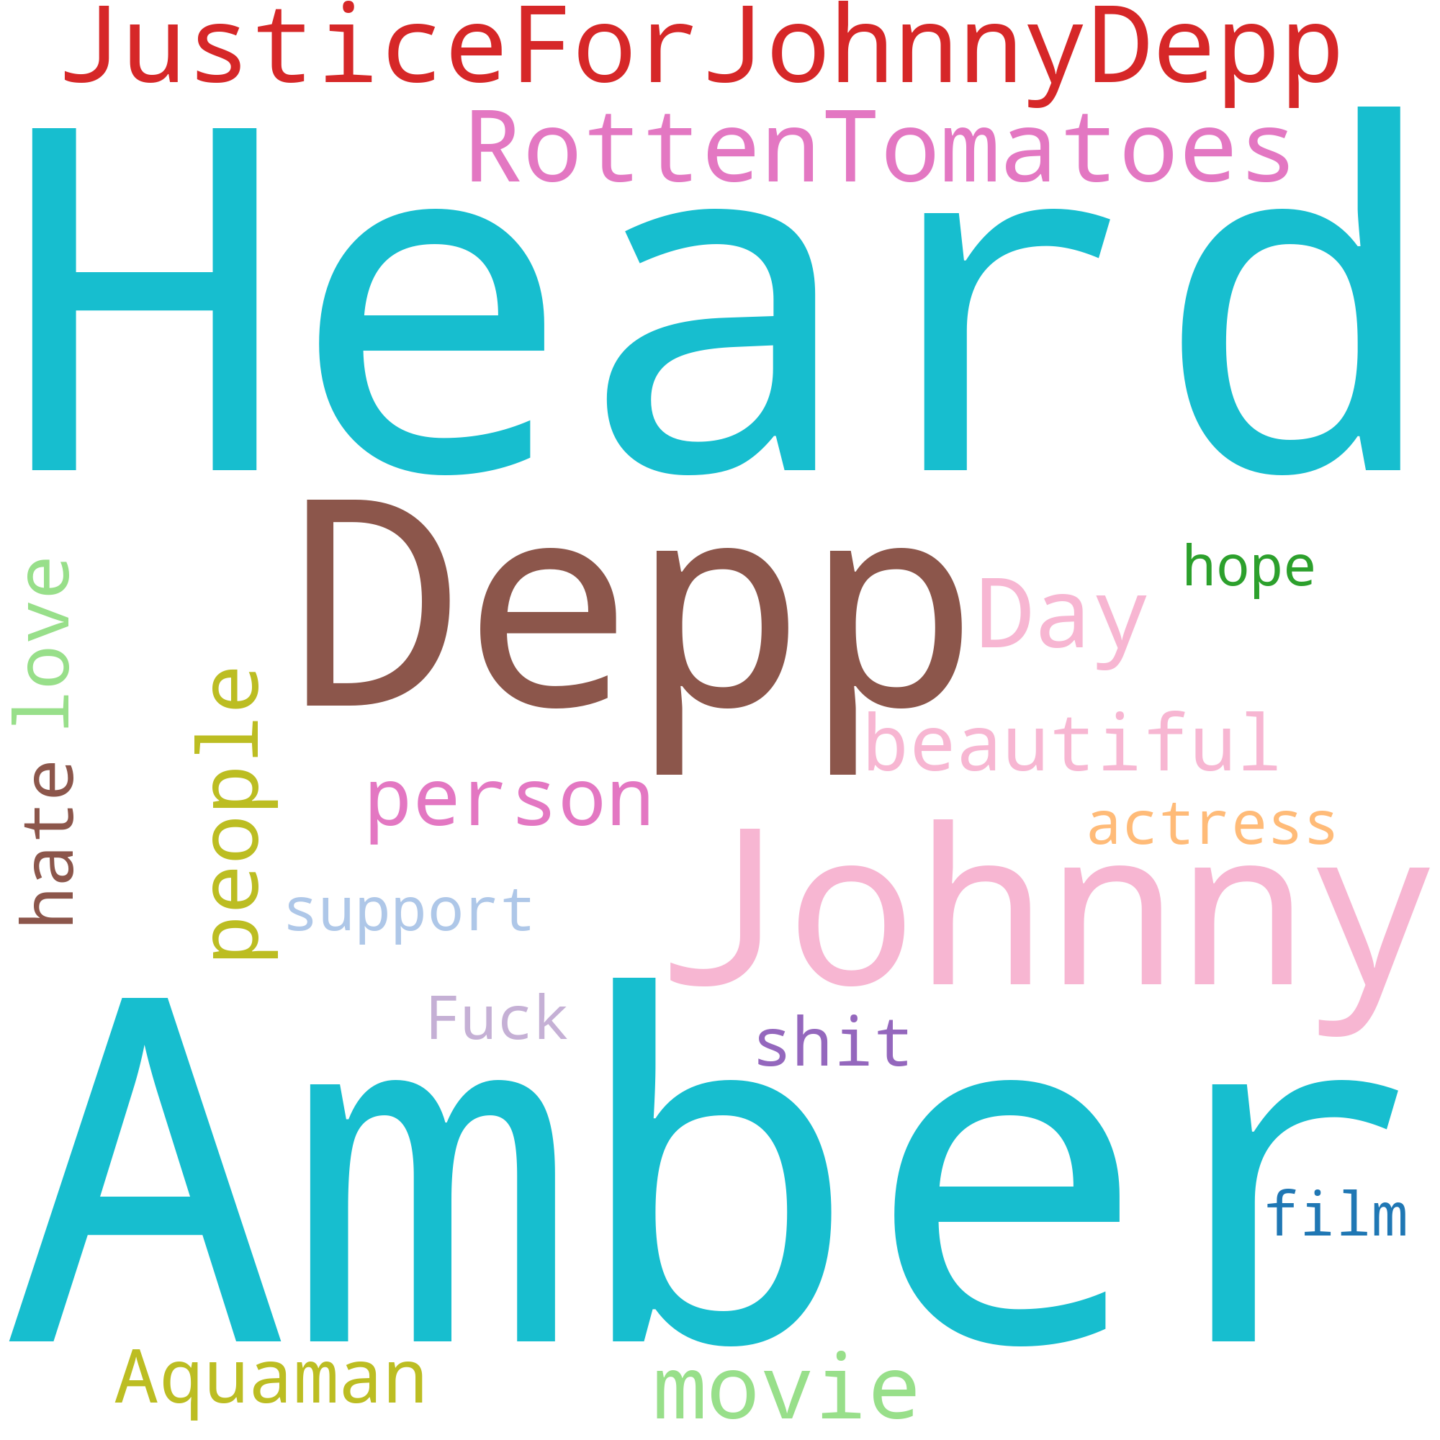 JusticeForJohnnyDepp
RottenTomatoes
Heard
Depp
hope
Day
love
people
beautiful
hate
person
actress
Johnny
support
Fuck
shit
Amber
film
Aquaman
movie